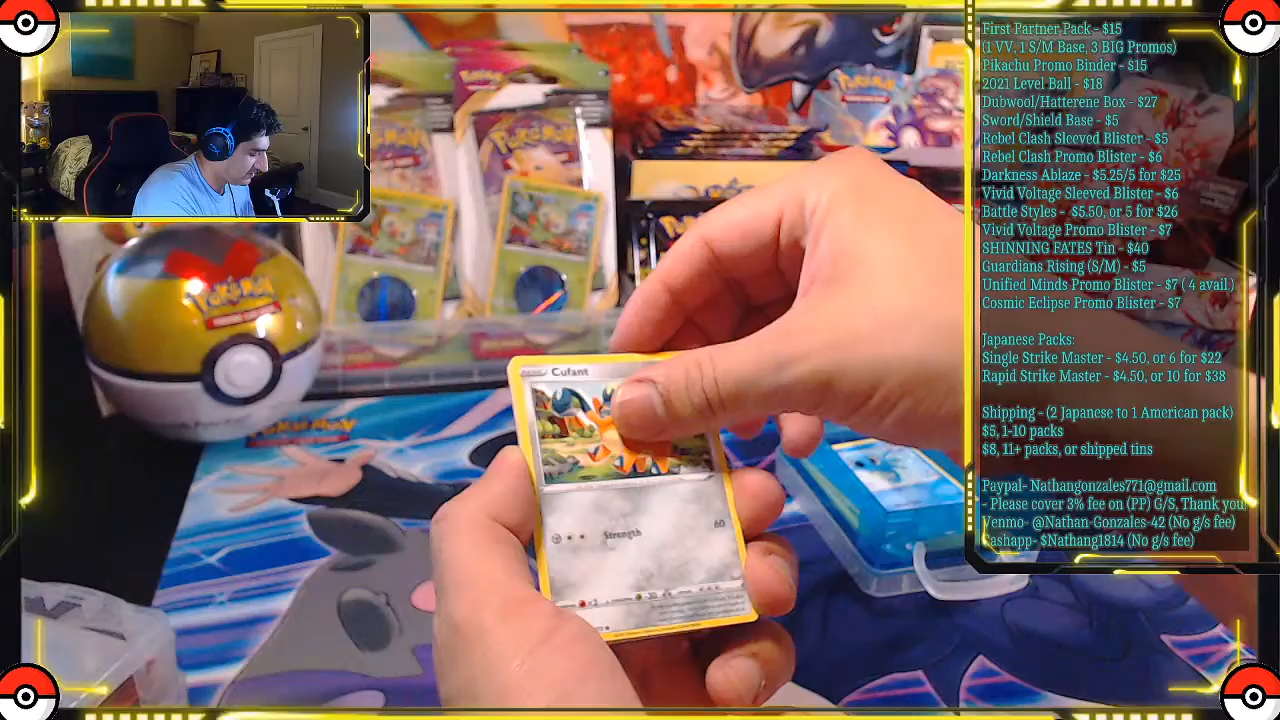 First Partner Pack - $15
(1 VV, 1 S/M Base, 3 BIG Promos)
Pikachu Promo Binder - $15
2021 Level Ball - $18
Dubwool/Hatterene Box - $27
Sword/Shield Base - $5
Rebel Clash Sleeved Blister - $5
Rebel Clash Promo Blister - $6
Darkness Ablaze - $5.25/5 for $25
Vivid Voltage Sleeved Blister - $6
Battle Styles - $5.50, or 5 for $26
Vivid Voltage Promo Blister - $7
SHINNING FATES Tin - $40
Guardians Rising (S/M) - $5
Unified Minds Promo Blister - $7 ( 4 avail.)
Cosmic Eclipse Promo Blister - $7
Japanese Packs:
Single Strike Master - $4.50, or 6 for $22
Rapid Strike Master - $4.50, or 10 for $38
Shipping - (2 Japanese to 1 American pack)
$5, 1-10 packs
$8, 11+ packs, or shipped tins
Paypal- Nathangonzales771@gmail.com
- Please cover 3% fee on (PP) G/S, Thank you
Venmo- @Nathan-Gonzales-42 (No g/s fee)
Cashapp- $Nathang1814 (No g/s fee)
Pokémon
Pokémon
Pokémon
POKÉMON
Cufant
Strength 60